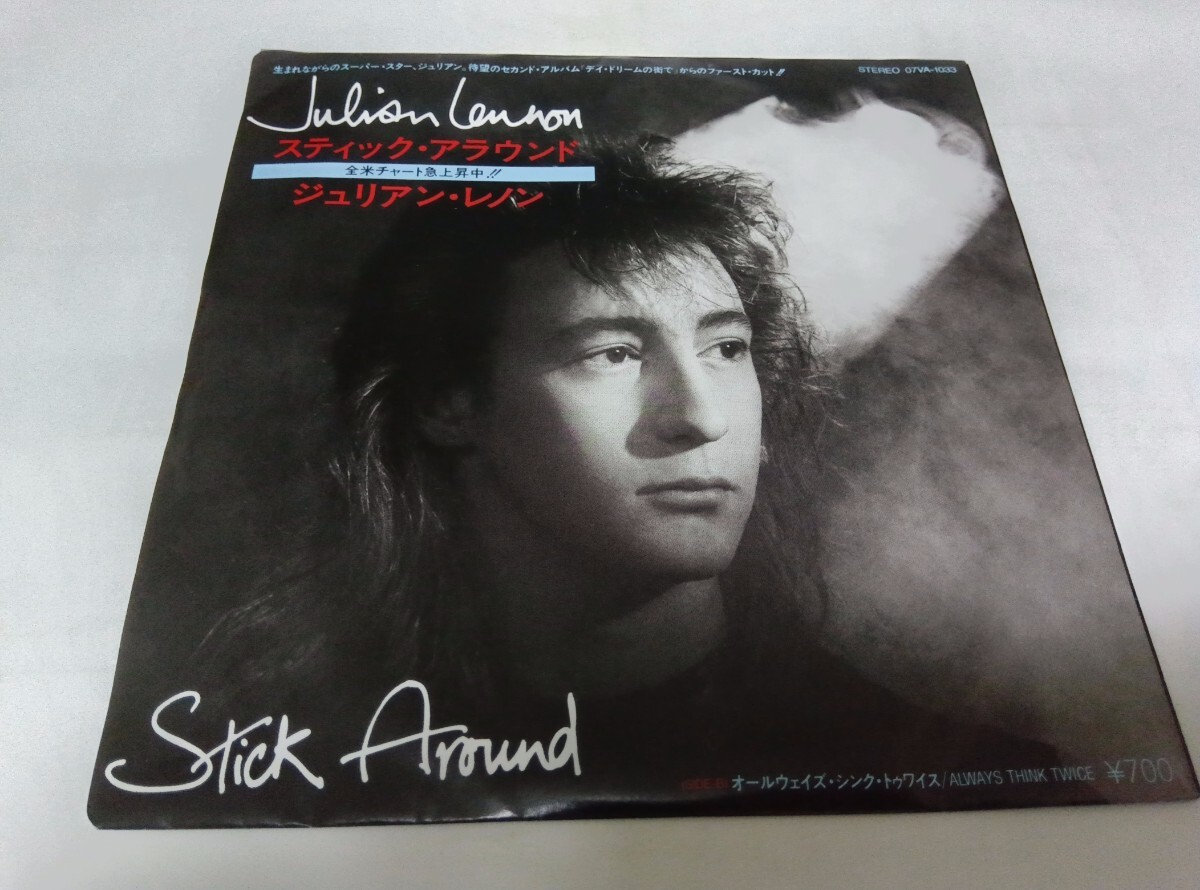 生まれながらのスーパー・スター、ジュリアン。待望のセカンド・アルバム『デイ・ドリームの街で』からのファースト・カット!!
STEREO 07VA-1033
Julian Lennon
スティック・アラウンド
全米チャート急上昇中!!
ジュリアン・レノン
Stick Around
SIDE-B オールウェイズ・シンク・トゥワイス/ALWAYS THINK TWICE ¥700